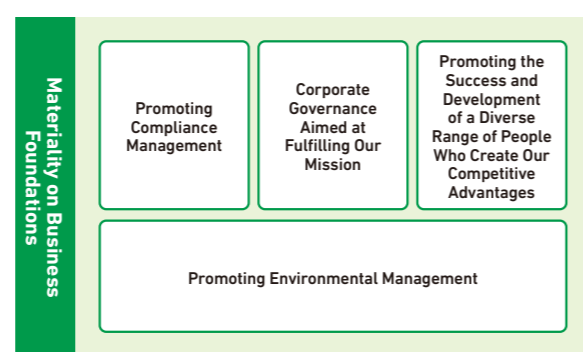 Materiality on Business
Foundations
Promoting
Compliance
Management
Corporate
Governance
Aimed at
Fulfilling Our
Mission
Promoting the
Success and
Development
of a Diverse
Range of People
Who Create Our
Competitive
Advantages
Promoting Environmental Management